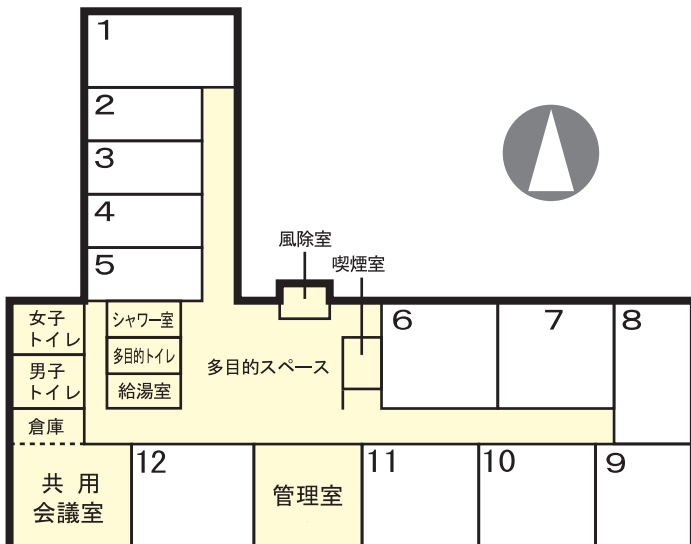 1
2
3
4
5
風除室
喫煙室
女子
トイレ
シャワー室
6
7
8
男子
トイレ
多目的トイレ
多目的スペース
給湯室
倉庫
共用
会議室
12
管理室
11
10
9